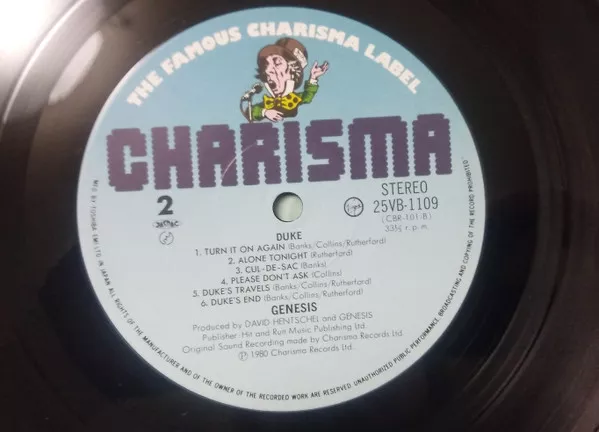 THE FAMOUS CHARISMA LABEL
CHARISMA
2
STEREO
25VB-1109
(CBR-101-B)
33⅓ r.p.m.
Virgin
DUKE
1. TURN IT ON AGAIN (Banks/Collins/Rutherford)
2. ALONE TONIGHT (Rutherford)
3. CUL-DE-SAC (Banks)
4. PLEASE DON'T ASK (Collins)
5. DUKE'S TRAVELS (Banks/Collins/Rutherford)
6. DUKE'S END (Banks/Collins/Rutherford)
GENESIS
Produced by DAVID HENTSCHEL and GENESIS
Publisher: Hit and Run Music Publishing Ltd.
Original Sound Recording made by Charisma Records Ltd.
Ⓟ 1980 Charisma Records Ltd.
MF'D BY TOSHIBA EMI LTD IN JAPAN ALL RIGHTS OF THE MANUFACTURER AND OF THE OWNER OF THE RECORDED WORK ARE RESERVED. UNAUTHORIZED PUBLIC PERFORMANCE, BROADCASTING AND COPYING OF THE RECORD PROHIBITED